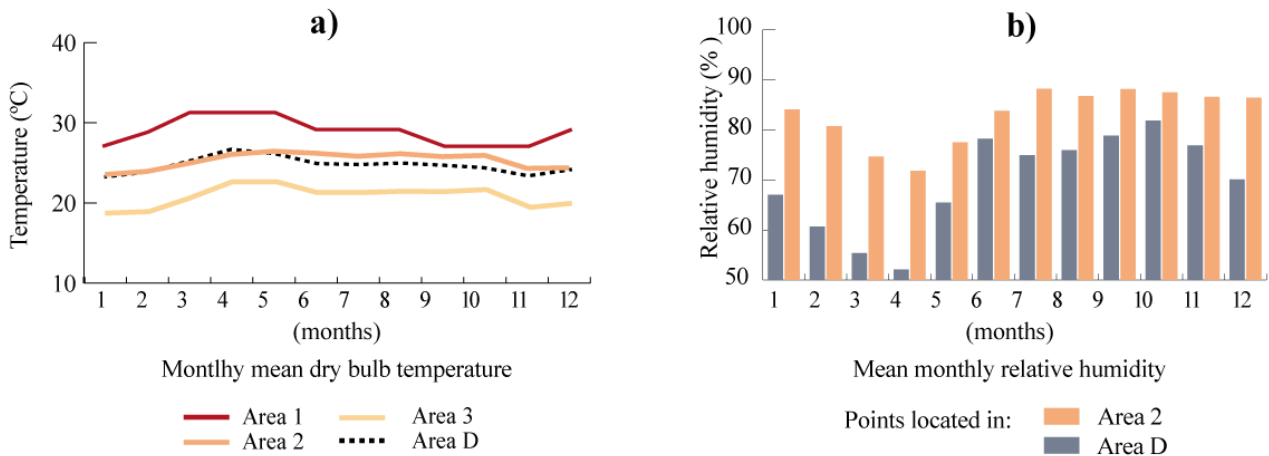 a)
40
30
20
10
Temperature (ºC)
1 2 3 4 5 6 7 8 9 10 11 12
(months)
Montlhy mean dry bulb temperature
Area 1
Area 3
Area 2
Area D
b)
100
90
80
70
60
50
Relative humidity (% )
1 2 3 4 5 6 7 8 9 10 11 12
(months)
Mean monthly relative humidity
Points located in:
Area 2
Area D